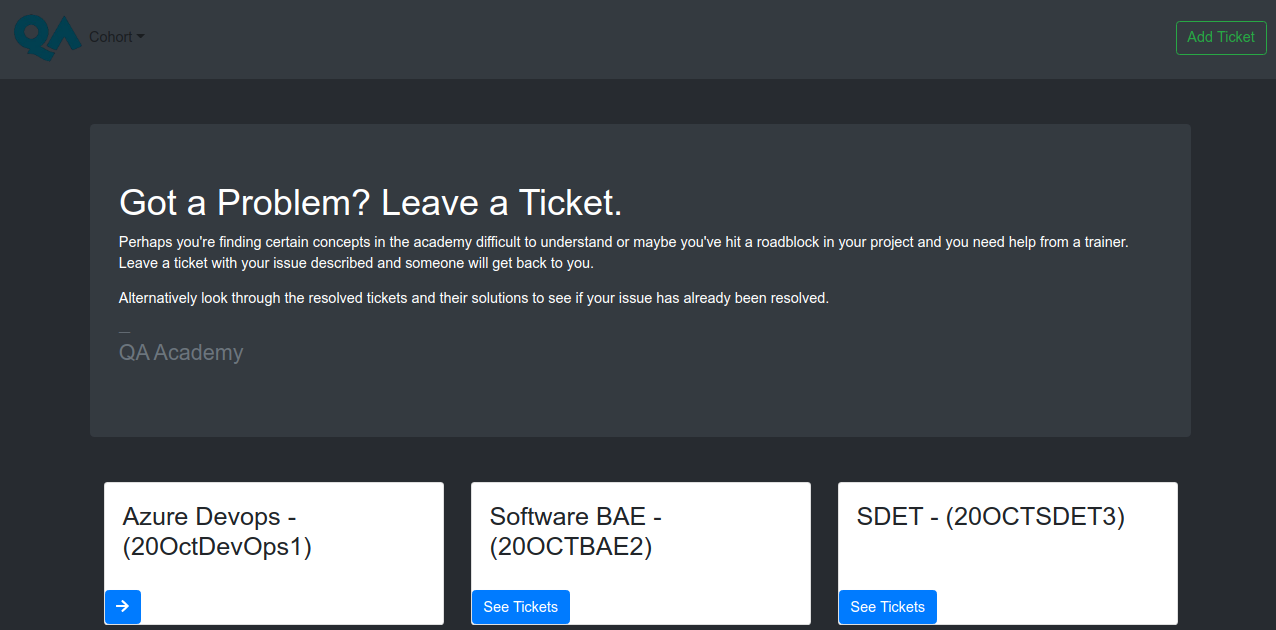 QA Cohort Add Ticket
Got a Problem? Leave a Ticket.
Perhaps you're finding certain concepts in the academy difficult to understand or maybe you've hit a roadblock in your project and you need help from a trainer.
Leave a ticket with your issue described and someone will get back to you.
Alternatively look through the resolved tickets and their solutions to see if your issue has already been resolved.
—
QA Academy
Azure Devops -
(20OctDevOps1)
Software BAE -
(20OCTBAE2)
See Tickets
SDET - (20OCTSDET3)
See Tickets